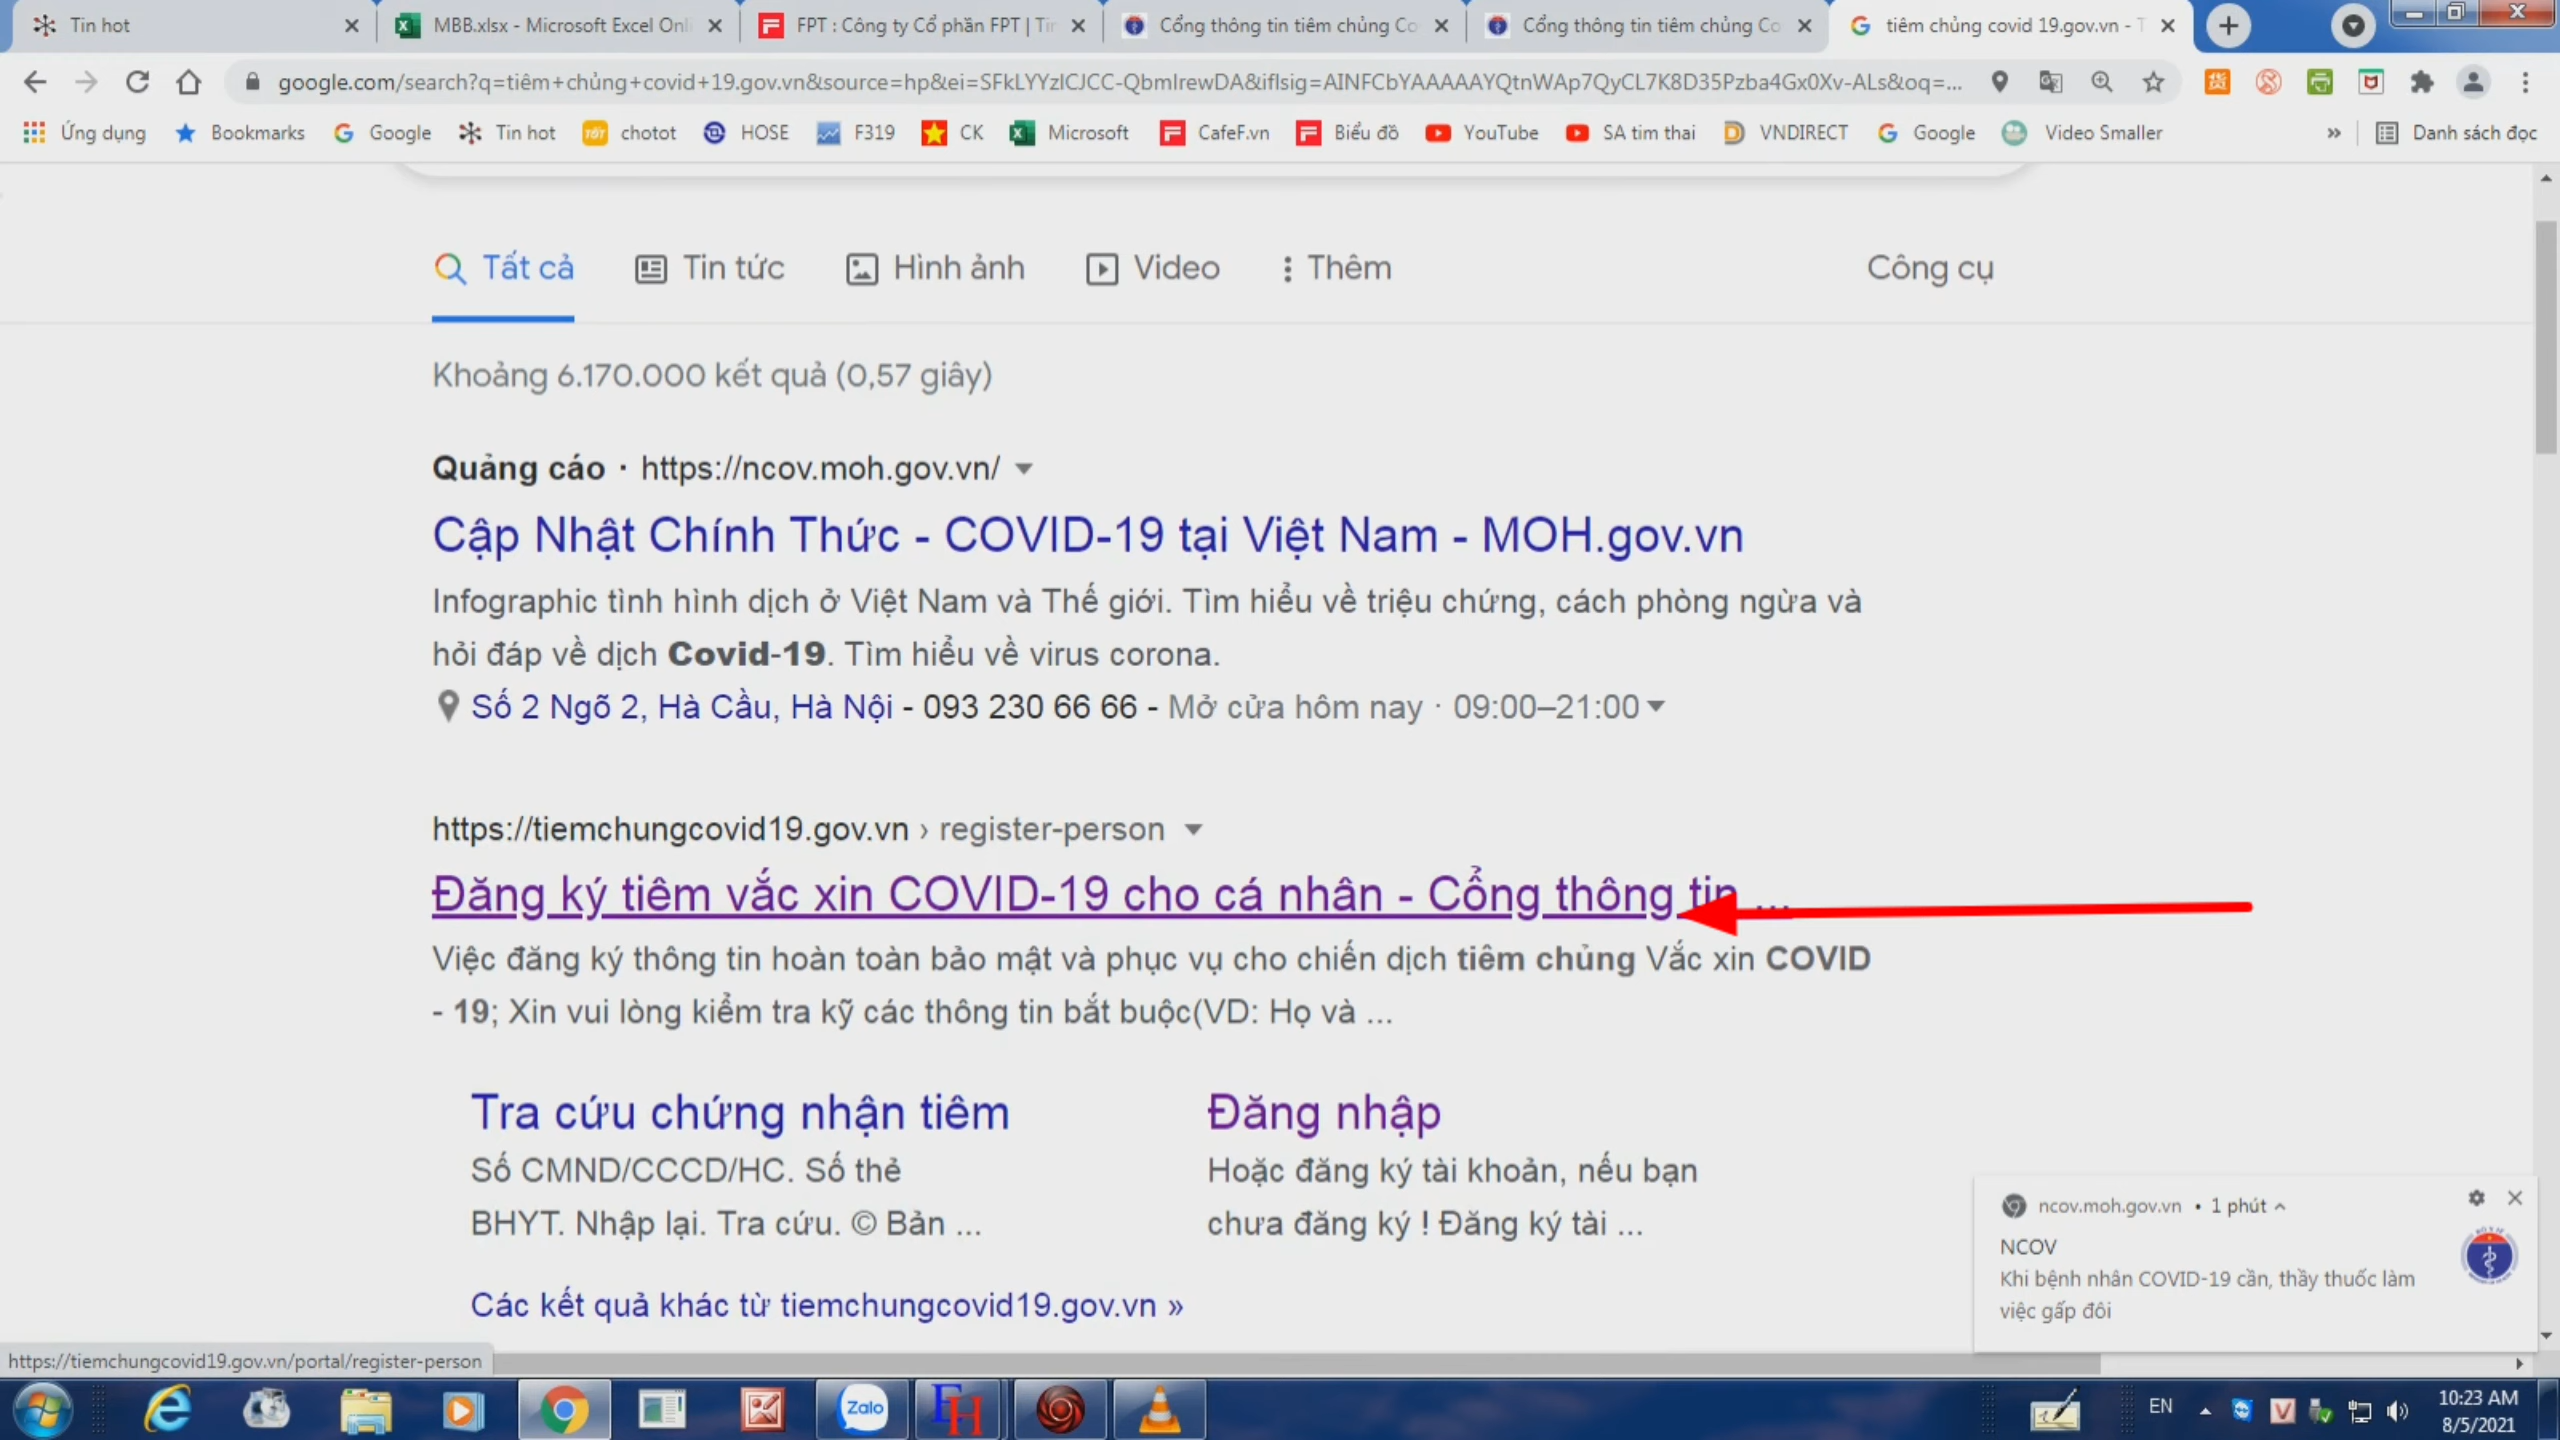 Tin hot
MBB.xlsx - Microsoft Excel Onli
FPT : Công ty Cổ phần FPT | Tin
Cổng thông tin tiêm chủng Co
Cổng thông tin tiêm chủng Co
tiêm chủng covid 19.gov.vn - T
google.com/search?q=tiêm+chủng+covid+19.gov.vn&source=hp&ei=SFkLYYzlCJCC-QbmIrewDA&iflsig=AINFCbYAAAAAYQtnWAp7QyCL7K8D35Pzba4Gx0Xv-ALs&oq=...
Ứng dụng Bookmarks Google Tin hot chotot HOSE F319 CK Microsoft CafeF.vn Biểu đồ YouTube SA tim thai VNDIRECT Google Video Smaller » Danh sách đọc
Tất cả Tin tức Hình ảnh Video Thêm Công cụ
Khoảng 6.170.000 kết quả (0,57 giây)
Quảng cáo · https://ncov.moh.gov.vn/
Cập Nhật Chính Thức - COVID-19 tại Việt Nam - MOH.gov.vn
Infographic tình hình dịch ở Việt Nam và Thế giới. Tìm hiểu về triệu chứng, cách phòng ngừa và
hỏi đáp về dịch Covid-19. Tìm hiểu về virus corona.
Số 2 Ngõ 2, Hà Cầu, Hà Nội - 093 230 66 66 - Mở cửa hôm nay · 09:00–21:00
https://tiemchungcovid19.gov.vn › register-person
Đăng ký tiêm vắc xin COVID-19 cho cá nhân - Cổng thông tin ...
Việc đăng ký thông tin hoàn toàn bảo mật và phục vụ cho chiến dịch tiêm chủng Vắc xin COVID
- 19; Xin vui lòng kiểm tra kỹ các thông tin bắt buộc(VD: Họ và ...
Tra cứu chứng nhận tiêm
Số CMND/CCCD/HC. Số thẻ
BHYT. Nhập lại. Tra cứu. © Bản ...
Đăng nhập
Hoặc đăng ký tài khoản, nếu bạn
chưa đăng ký ! Đăng ký tài ...
Các kết quả khác từ tiemchungcovid19.gov.vn »
ncov.moh.gov.vn • 1 phút
NCOV
Khi bệnh nhân COVID-19 cần, thầy thuốc làm
việc gấp đôi
https://tiemchungcovid19.gov.vn/portal/register-person
Zalo
FH
EN
10:23 AM
8/5/2021